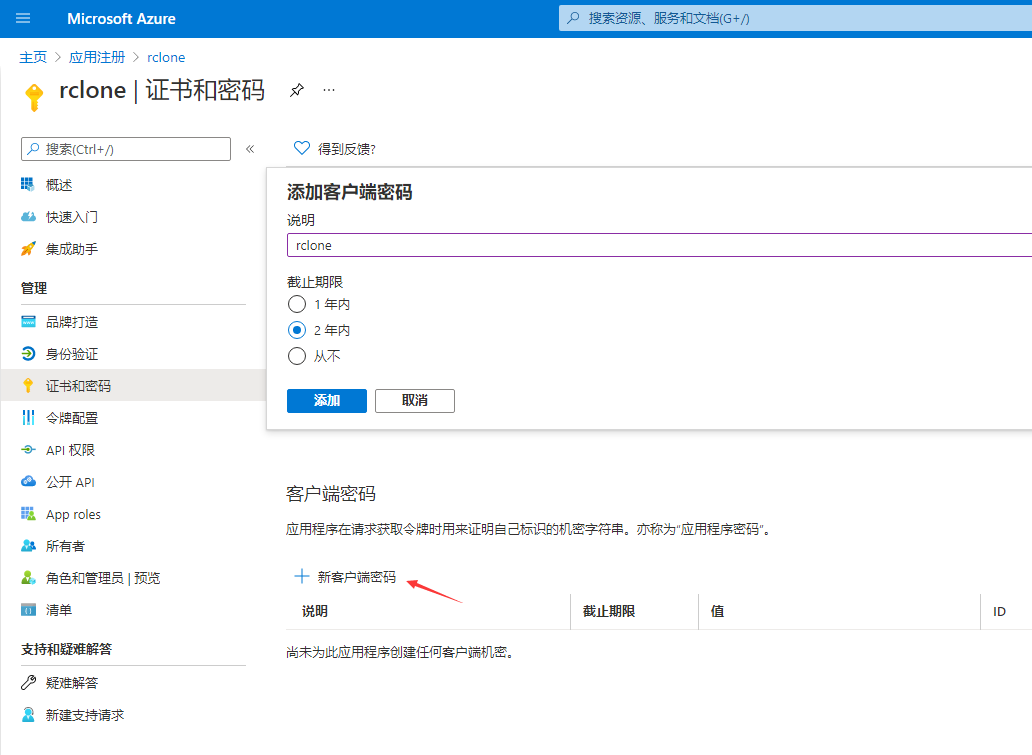 Microsoft Azure
搜索资源、服务和文档(G+/)
主页 > 应用注册 > rclone
rclone | 证书和密码
搜索(Ctrl+/)
得到反馈?
概述
快速入门
集成助手
管理
品牌打造
身份验证
证书和密码
令牌配置
API 权限
公开 API
App roles
所有者
角色和管理员 | 预览
清单
支持和疑难解答
疑难解答
新建支持请求
添加客户端密码
说明
rclone
截止期限
1 年内
2 年内
从不
添加 取消
客户端密码
应用程序在请求获取令牌时用来证明自己标识的机密字符串。亦称为“应用程序密码”。
新客户端密码
说明 截止期限 值 ID
尚未为此应用程序创建任何客户端机密。